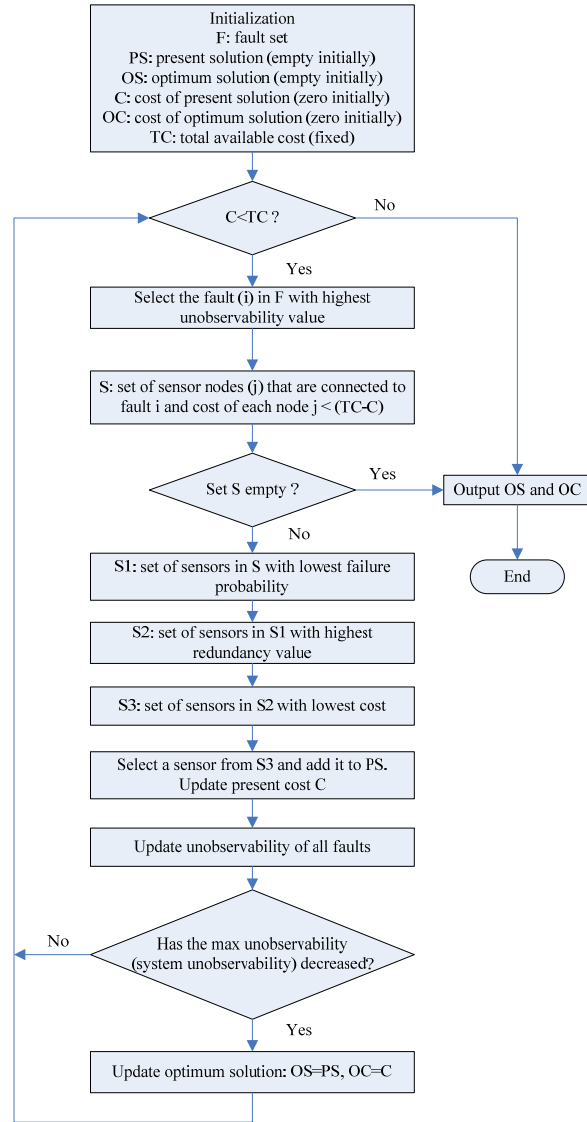 Initialization
F: fault set
PS: present solution (empty initially)
OS: optimum solution (empty initially)
C: cost of present solution (zero initially)
OC: cost of optimum solution (zero initially)
TC: total available cost (fixed)
C<TC ?
No
Yes
Select the fault (i) in F with highest
unobservability value
S: set of sensor nodes (j) that are connected to
fault i and cost of each node j < (TC-C)
Set S empty ?
Yes
Output OS and OC
No
End
S1: set of sensors in S with lowest failure
probability
S2: set of sensors in S1 with highest
redundancy value
S3: set of sensors in S2 with lowest cost
Select a sensor from S3 and add it to PS.
Update present cost C
Update unobservability of all faults
Has the max unobservability
(system unobservability) decreased?
No
Yes
Update optimum solution: OS=PS, OC=C